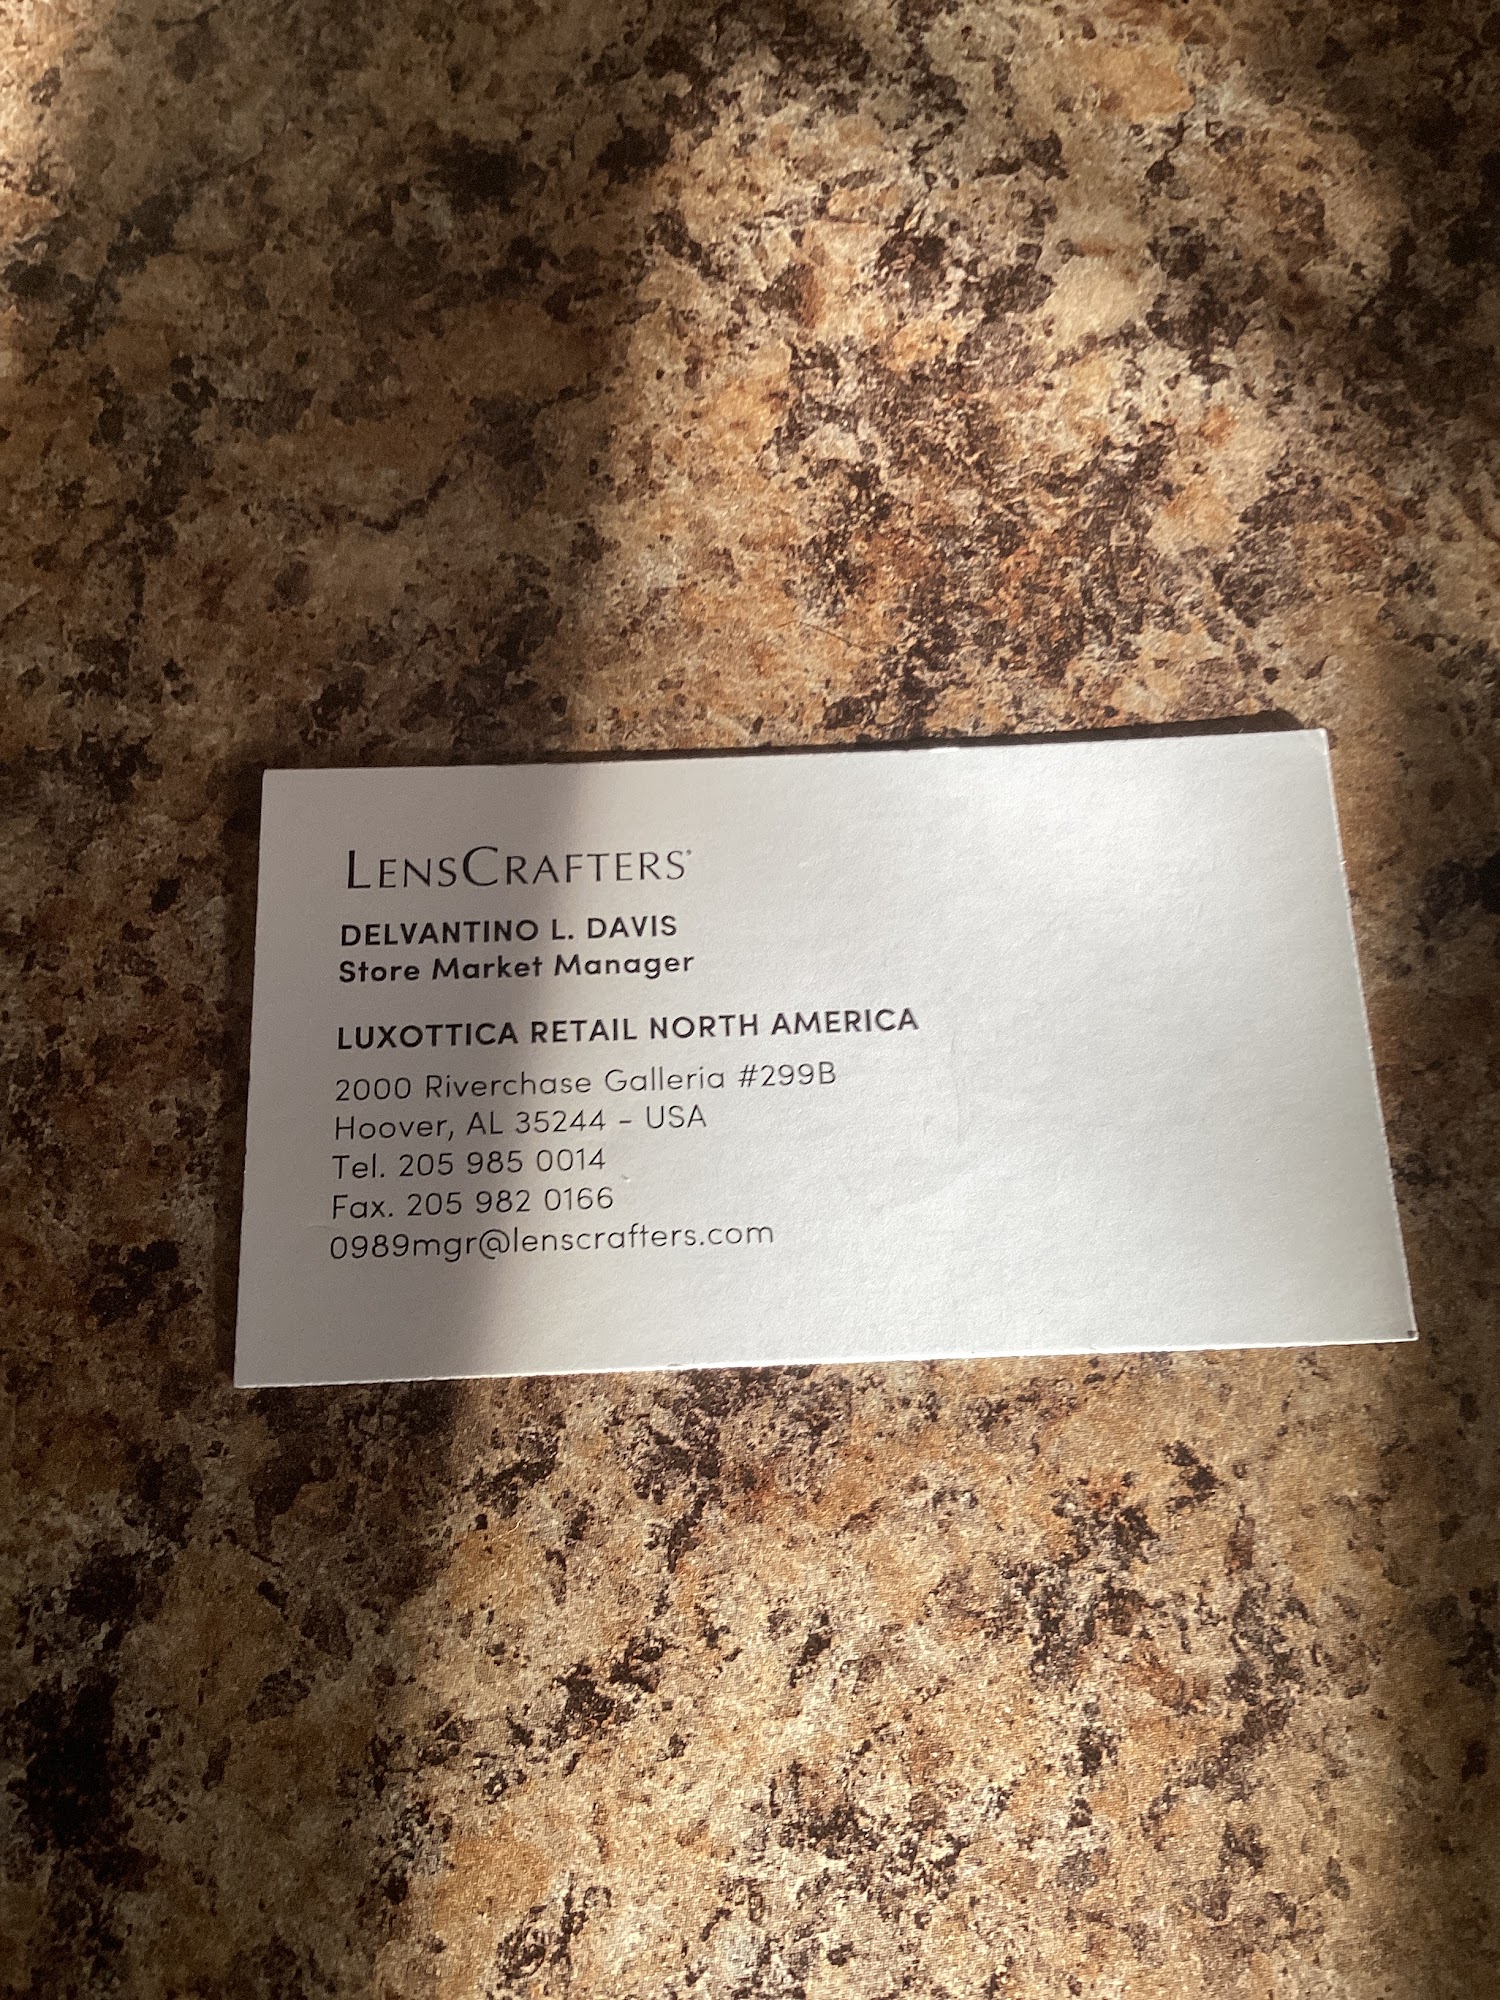 LENSCRAFTERS®
DELVANTINO L. DAVIS
Store Market Manager
LUXOTTICA RETAIL NORTH AMERICA
2000 Riverchase Galleria #299B
Hoover, AL 35244 - USA
Tel. 205 985 0014
Fax. 205 982 0166
0989mgr@lenscrafters.com